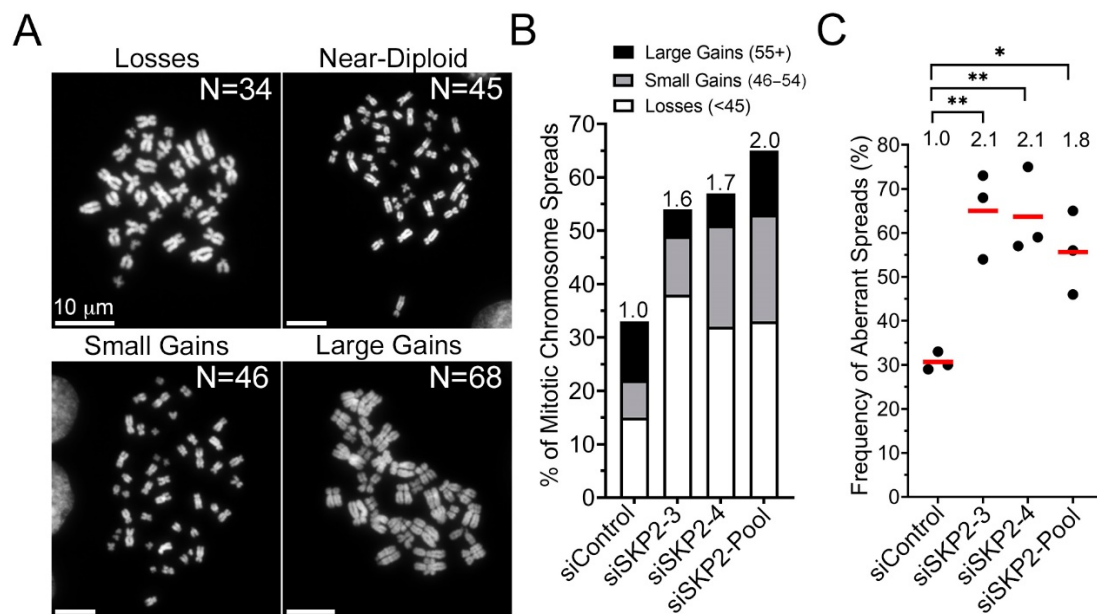 A
Losses
N=34
10 μm
Near-Diploid
N=45
Small Gains
N=46
Large Gains
N=68
B
Large Gains (55+)
Small Gains (46–54)
Losses (<45)
% of Mitotic Chromosome Spreads
70
60
50
40
30
20
10
0
1.0
1.6
1.7
2.0
siControl
siSKP2-3
siSKP2-4
siSKP2-Pool
C
*
**
**
1.0
2.1
2.1
1.8
Frequency of Aberrant Spreads (%)
80
70
60
50
40
30
20
10
0
siControl
siSKP2-3
siSKP2-4
siSKP2-Pool